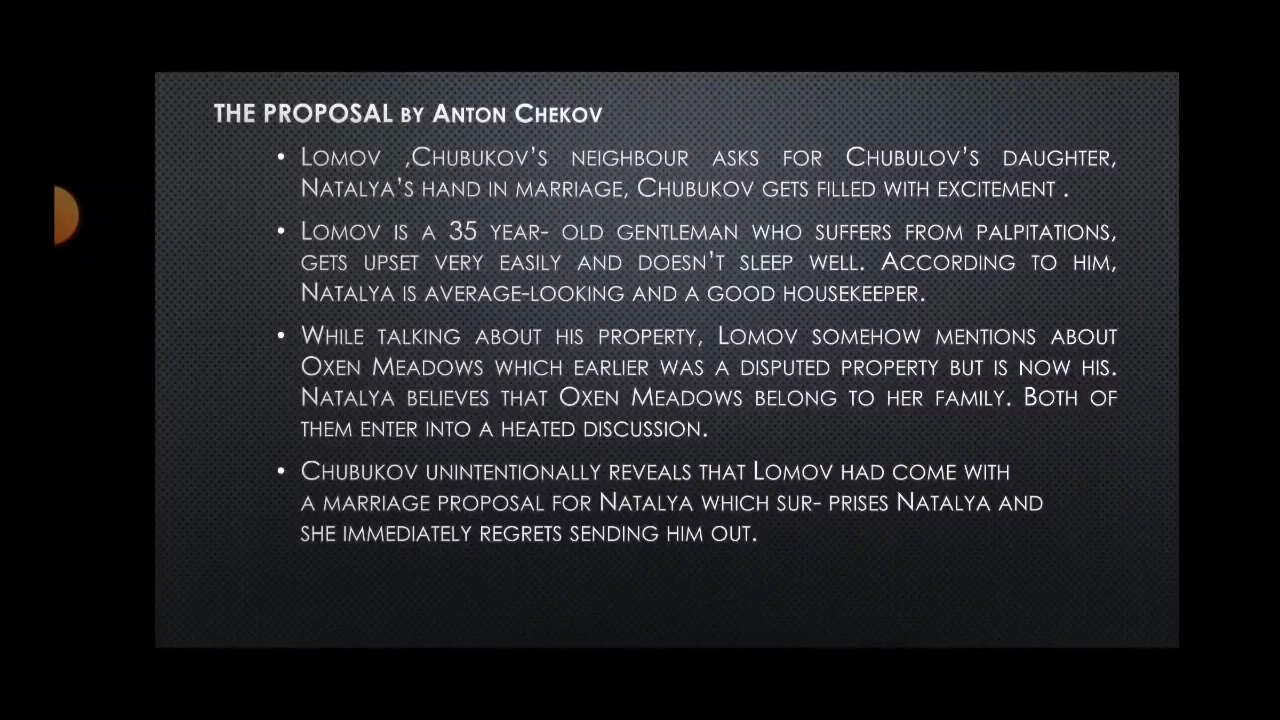 THE PROPOSAL BY ANTON CHEKOV
• LOMOV ,CHUBUKOV'S NEIGHBOUR ASKS FOR CHUBULOV'S DAUGHTER,
NATALYA'S HAND IN MARRIAGE, CHUBUKOV GETS FILLED WITH EXCITEMENT .
• LOMOV IS A 35 YEAR- OLD GENTLEMAN WHO SUFFERS FROM PALPITATIONS,
GETS UPSET VERY EASILY AND DOESN'T SLEEP WELL. ACCORDING TO HIM,
NATALYA IS AVERAGE-LOOKING AND A GOOD HOUSEKEEPER.
• WHILE TALKING ABOUT HIS PROPERTY, LOMOV SOMEHOW MENTIONS ABOUT
OXEN MEADOWS WHICH EARLIER WAS A DISPUTED PROPERTY BUT IS NOW HIS.
NATALYA BELIEVES THAT OXEN MEADOWS BELONG TO HER FAMILY. BOTH OF
THEM ENTER INTO A HEATED DISCUSSION.
• CHUBUKOV UNINTENTIONALLY REVEALS THAT LOMOV HAD COME WITH
A MARRIAGE PROPOSAL FOR NATALYA WHICH SUR- PRISES NATALYA AND
SHE IMMEDIATELY REGRETS SENDING HIM OUT.